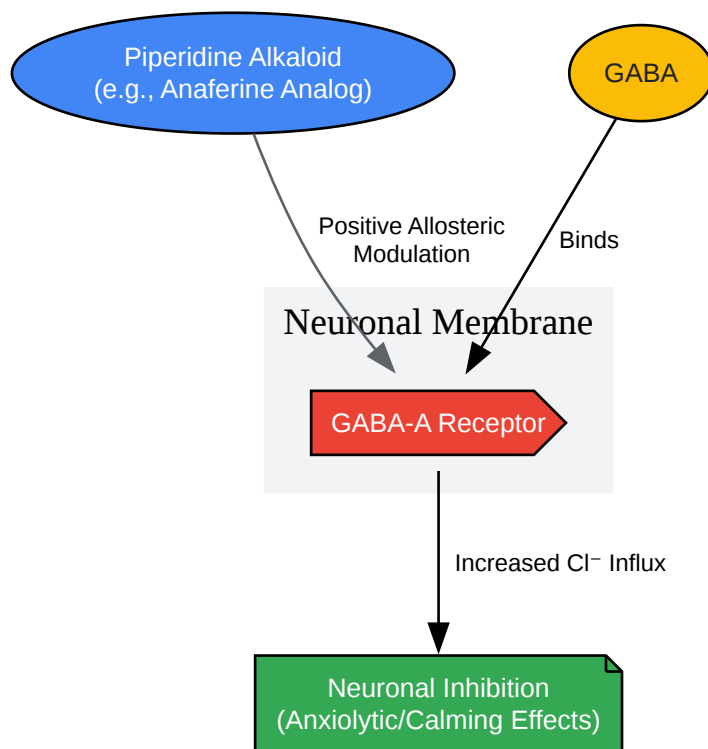 Piperidine Alkaloid
(e.g., Anaferine Analog)
GABA
Positive Allosteric
Modulation
Binds
Neuronal Membrane
GABA-A Receptor
Increased Cl⁻ Influx
Neuronal Inhibition
(Anxiolytic/Calming Effects)